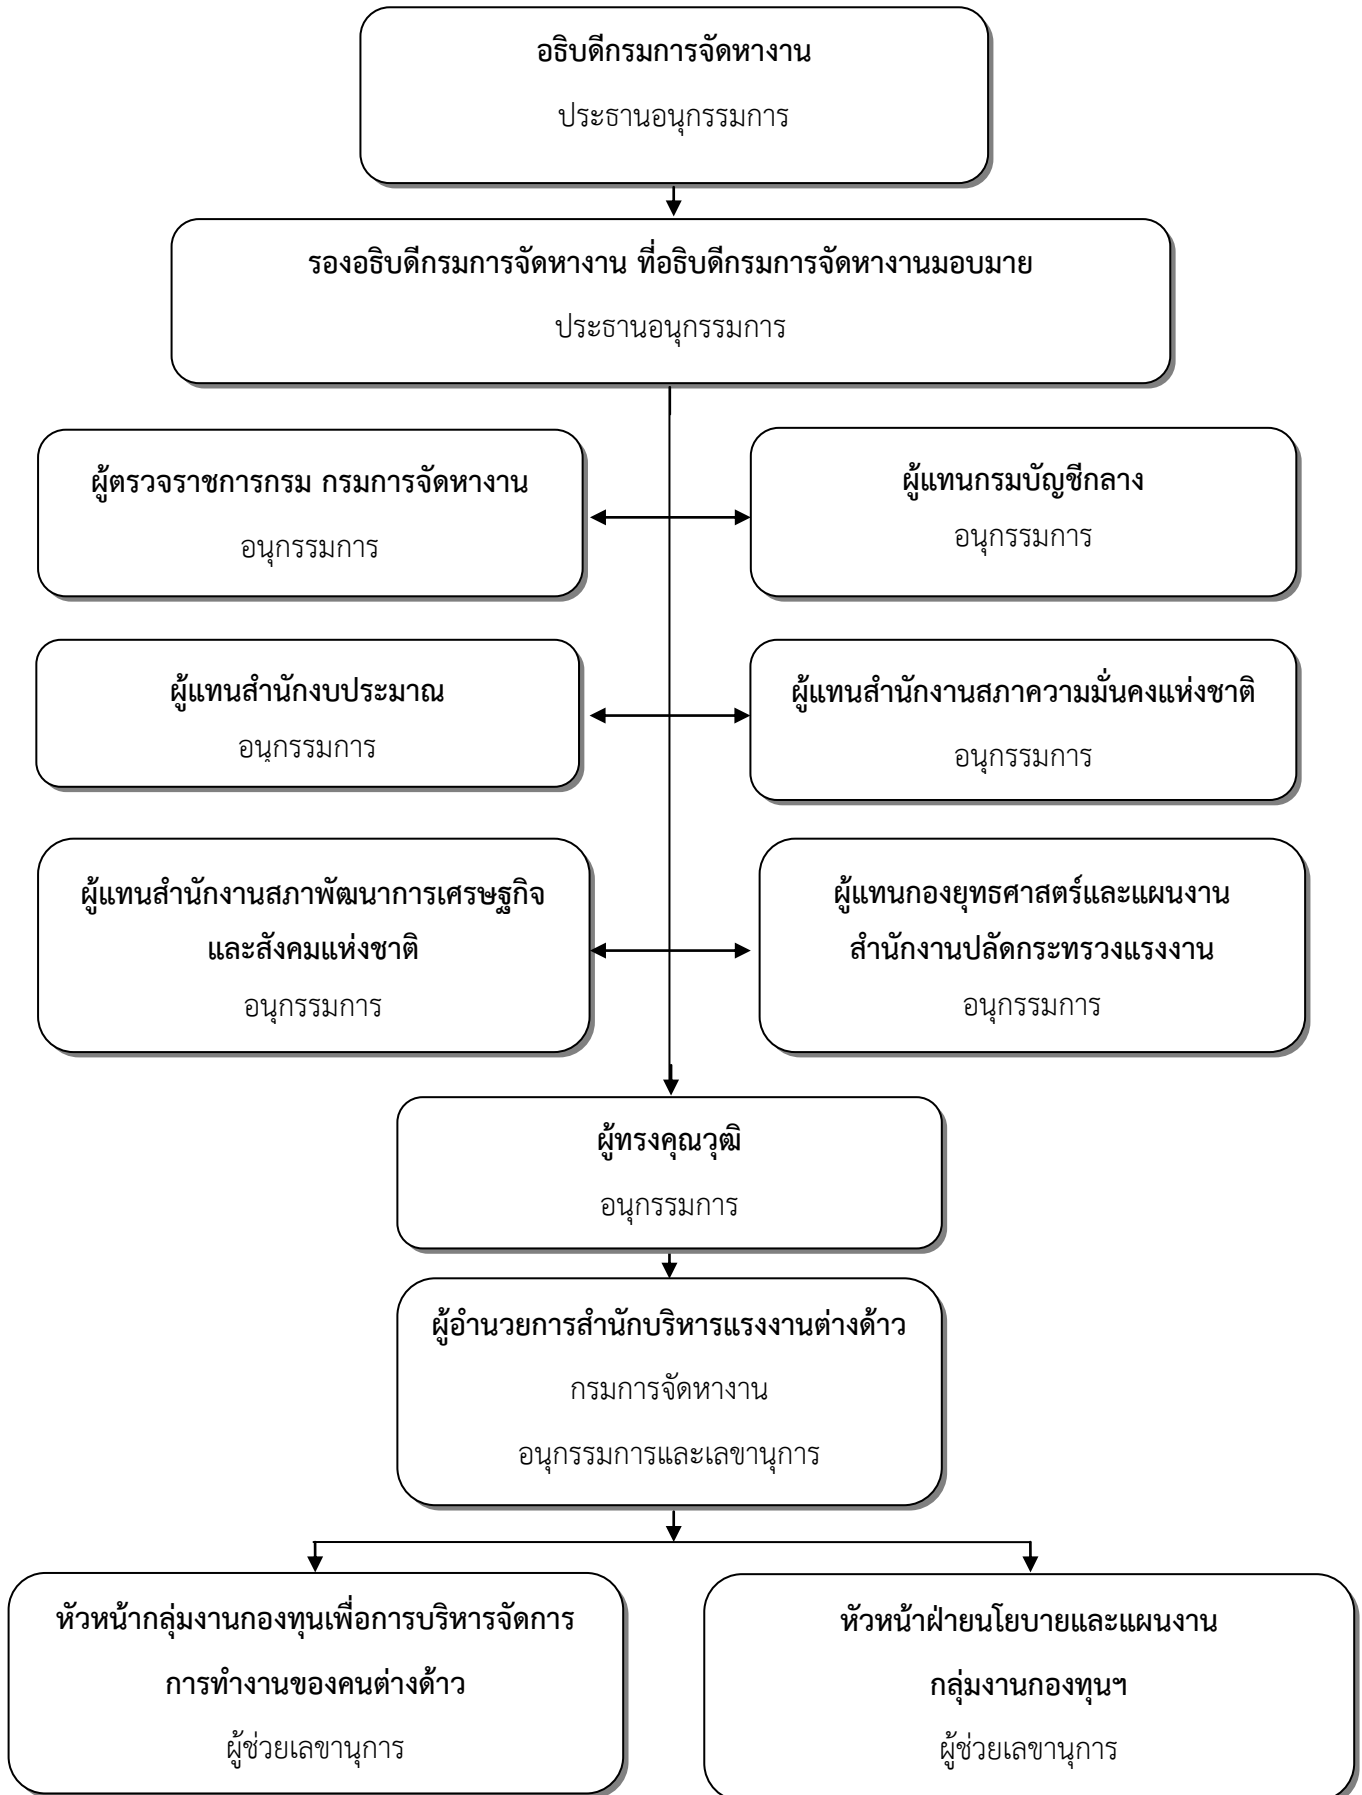 อธิบดีกรมการจัดหางาน
ประธานอนุกรรมการ
รองอธิบดีกรมการจัดหางาน ที่อธิบดีกรมการจัดหางานมอบมาย
ประธานอนุกรรมการ
ผู้ตรวจราชการกรม กรมการจัดหางาน
อนุกรรมการ
ผู้แทนกรมบัญชีกลาง
อนุกรรมการ
ผู้แทนสำนักงบประมาณ
อนุกรรมการ
ผู้แทนสำนักงานสภาความมั่นคงแห่งชาติ
อนุกรรมการ
ผู้แทนสำนักงานสภาพัฒนาการเศรษฐกิจ
และสังคมแห่งชาติ
อนุกรรมการ
ผู้แทนกองยุทธศาสตร์และแผนงาน
สำนักงานปลัดกระทรวงแรงงาน
อนุกรรมการ
ผู้ทรงคุณวุฒิ
อนุกรรมการ
ผู้อำนวยการสำนักบริหารแรงงานต่างด้าว
กรมการจัดหางาน
อนุกรรมการและเลขานุการ
หัวหน้ากลุ่มงานกองทุนเพื่อการบริหารจัดการ
การทำงานของคนต่างด้าว
ผู้ช่วยเลขานุการ
หัวหน้าฝ่ายนโยบายและแผนงาน
กลุ่มงานกองทุนฯ
ผู้ช่วยเลขานุการ